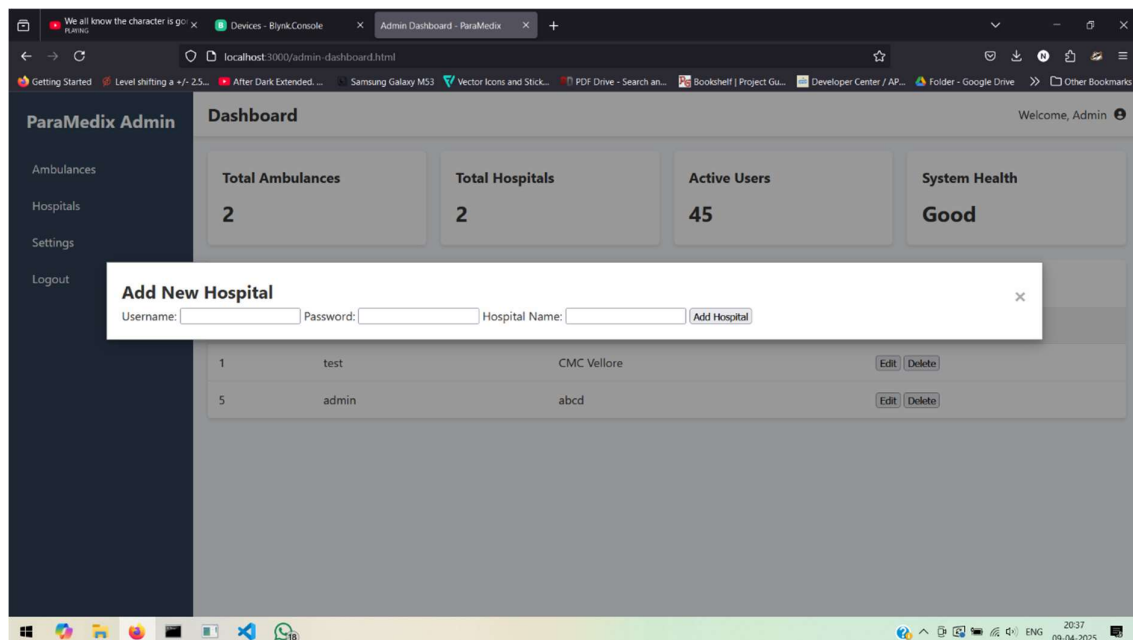 We all know the character is goi
PLAYING
Devices - Blynk.Console
Admin Dashboard - ParaMedix
localhost:3000/admin-dashboard.html
Getting Started
Level shifting a +/- 2.5...
After Dark Extended. ...
Samsung Galaxy M53
Vector Icons and Stick...
PDF Drive - Search an...
Bookshelf | Project Gu...
Developer Center / AP...
Folder - Google Drive
Other Bookmarks
ParaMedix Admin
Ambulances
Hospitals
Settings
Logout
Dashboard
Welcome, Admin
Total Ambulances
2
Total Hospitals
2
Active Users
45
System Health
Good
Add New Hospital
×
Username:
Password:
Hospital Name:
Add Hospital
1 test CMC Vellore Edit Delete
5 admin abcd Edit Delete
18
ENG
20:37
09-04-2025